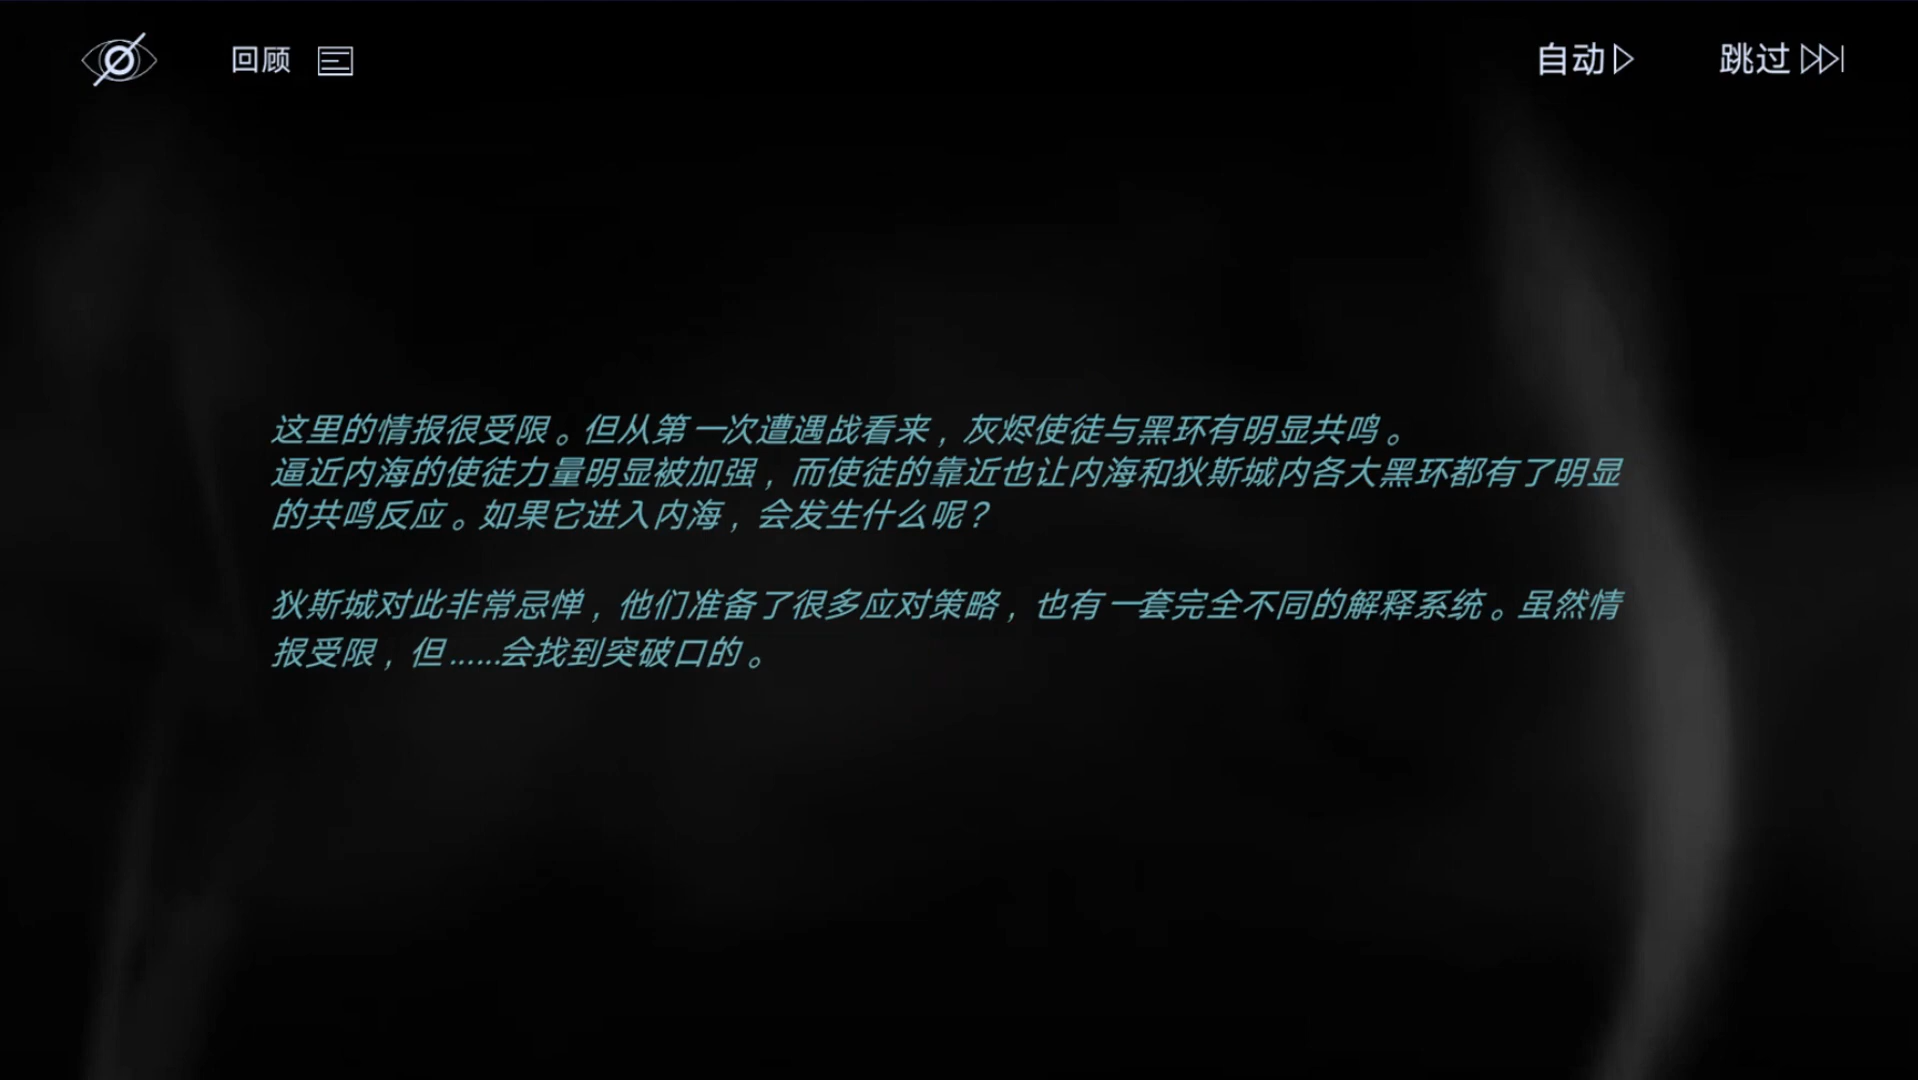 回顾
自动
跳过
这里的情报很受限。但从第一次遭遇战看来，灰烬使徒与黑环有明显共鸣。
逼近内海的使徒力量明显被加强，而使徒的靠近也让内海和狄斯城内各大黑环都有了明显
的共鸣反应。如果它进入内海，会发生什么呢？
狄斯城对此非常忌惮，他们准备了很多应对策略，也有一套完全不同的解释系统。虽然情
报受限，但……会找到突破口的。